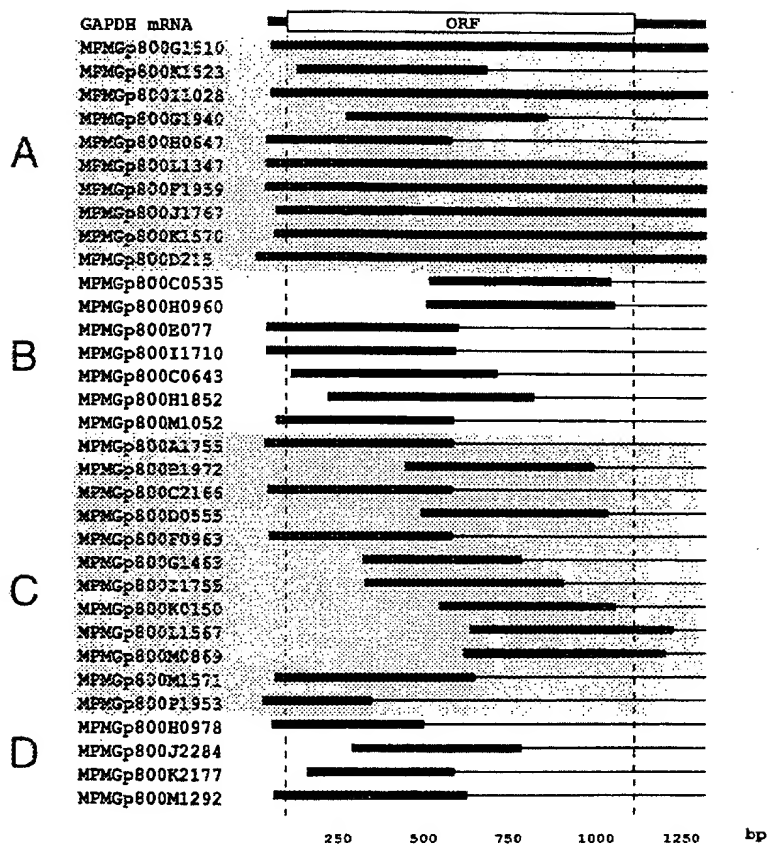 GAPDH mRNA ORF
MPMGp800G1510
MPMGp800K1523
MPMGp800I1028
MPMGp800G1940
A
MPMGp800H0647
MPMGp800L1347
MPMGp800F1959
MPMGp800J1767
MPMGp800K1570
MPMGp800D215
MPMGp800C0535
MPMGp800H0960
MPMGp800E077
B
MPMGp800I1710
MPMGp800C0643
MPMGp800H1852
MPMGp800M1052
MPMGp800A1755
MPMGp800B1972
MPMGp800C2166
MPMGp800D0555
MPMGp800F0963
MPMGp800G1463
C
MPMGp800I1755
MPMGp800K0150
MPMGp800L1567
MPMGp800M0869
MPMGp800M1571
MPMGp800P1953
MPMGp800H0978
D
MPMGp800J2284
MPMGp800K2177
MPMGp800M1292
250 500 750 1000 1250 bp